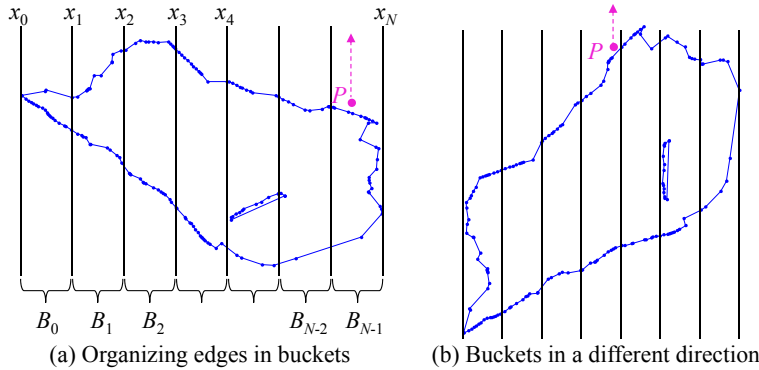 x0 x1 x2 x3 x4 xN
P
P
B0 B1 B2 BN-2 BN-1
(a) Organizing edges in buckets
(b) Buckets in a different direction